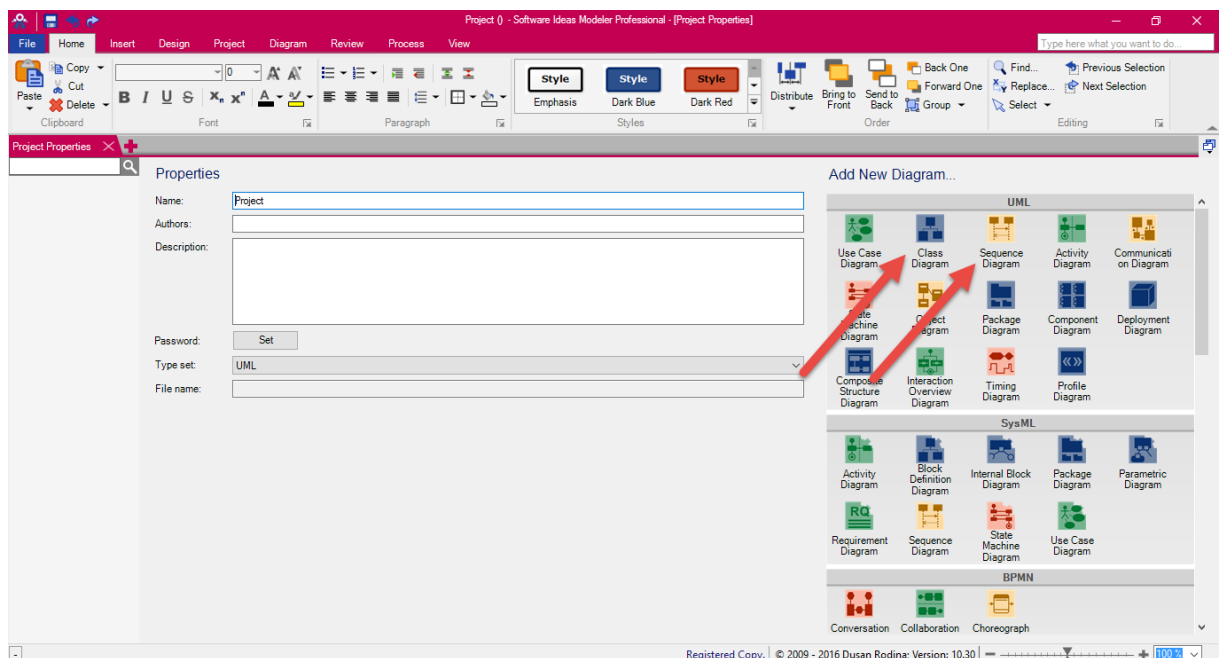 Project () - Software Ideas Modeler Professional - [Project Properties]
File Home Insert Design Project Diagram Review Process View Type here what you want to do...
Paste Copy Cut Delete
0 A A
B I U S X n x n A
Style Style Style
Emphasis Dark Blue Dark Red
Distribute
Bring to Front
Send to Back
Back One
Forward One
Group
Find...
Replace...
Select
Previous Selection
Next Selection
Clipboard Font Paragraph Styles Order Editing
Project Properties
Properties
Name: Project
Authors:
Description:
Password: Set
Type set: UML
File name:
Add New Diagram...
UML
Use Case Diagram
Class Diagram
Sequence Diagram
Activity Diagram
Communicati
on Diagram
Diagram
Package Diagram
Component Diagram
Deployment Diagram
Structure Diagram
Interaction Overview Diagram
Timing Diagram
Profile Diagram
SysML
Activity Diagram
Block Definition Diagram
Internal Block Diagram
Package Diagram
Parametric Diagram
RQ
Requirement Diagram
Sequence Diagram
State Machine Diagram
Use Case Diagram
BPMN
Conversation Collaboration Choreograph
Registered Copy. © 2009 - 2016 Dusan Rodina; Version: 10.30 100 %